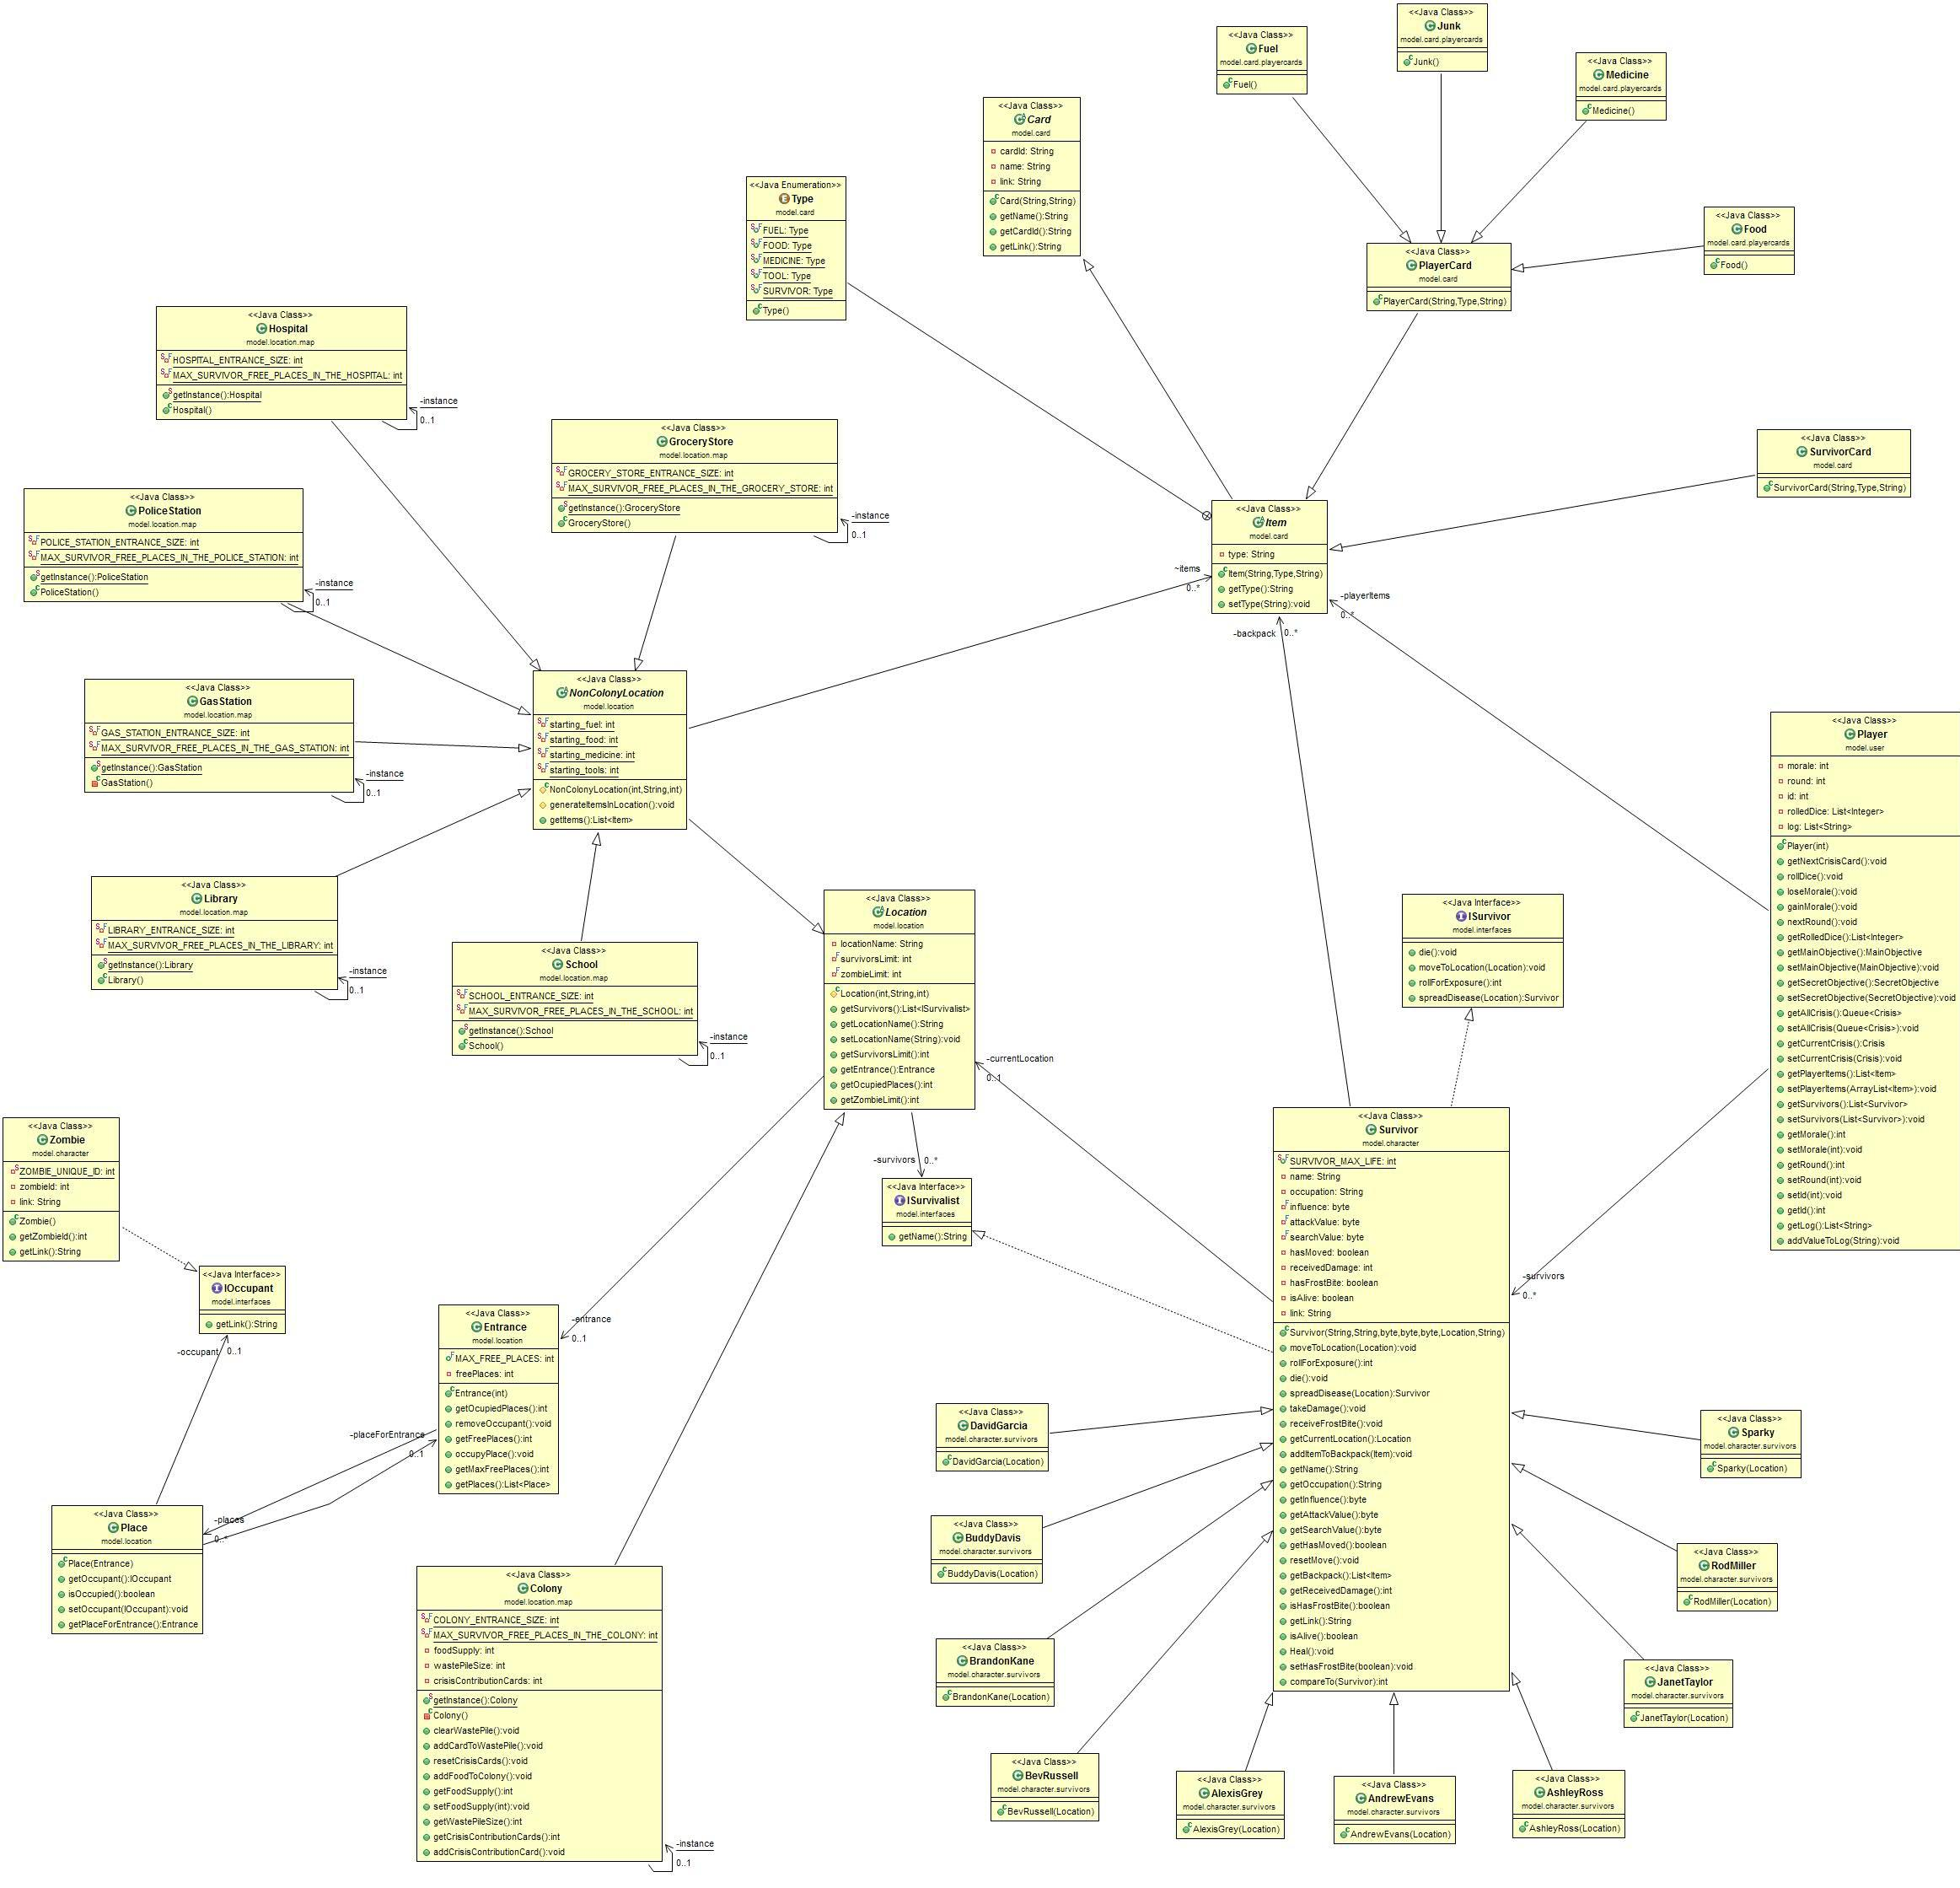 <<Java Class>>
Junk
model.card.playercards
Junk()
<<Java Class>>
Fuel
model.card.playercards
Fuel()
<<Java Class>>
Medicine
model.card.playercards
Medicine()
<<Java Class>>
Card
model.card
cardId: String
name: String
link: String
Card(String,String)
getName():String
getCardId():String
getLink():String
<<Java Enumeration>>
Type
model.card
FUEL: Type
FOOD: Type
MEDICINE: Type
TOOL: Type
SURVIVOR: Type
Type()
<<Java Class>>
Food
model.card.playercards
Food()
<<Java Class>>
PlayerCard
model.card
PlayerCard(String,Type,String)
<<Java Class>>
Hospital
model.location.map
HOSPITAL_ENTRANCE_SIZE: int
MAX_SURVIVOR_FREE_PLACES_IN_THE_HOSPITAL: int
getInstance():Hospital
Hospital()
-instance
0..1
<<Java Class>>
GroceryStore
model.location.map
GROCERY_STORE_ENTRANCE_SIZE: int
MAX_SURVIVOR_FREE_PLACES_IN_THE_GROCERY_STORE: int
getInstance():GroceryStore
GroceryStore()
-instance
0..1
<<Java Class>>
SurvivorCard
model.card
SurvivorCard(String,Type,String)
<<Java Class>>
PoliceStation
model.location.map
POLICE_STATION_ENTRANCE_SIZE: int
MAX_SURVIVOR_FREE_PLACES_IN_THE_POLICE_STATION: int
getInstance():PoliceStation
PoliceStation()
-instance
0..1
<<Java Class>>
Item
model.card
type: String
Item(String,Type,String)
getType():String
setType(String):void
~items
0..*
-playerItems
0..*
-backpack
0..*
<<Java Class>>
GasStation
model.location.map
GAS_STATION_ENTRANCE_SIZE: int
MAX_SURVIVOR_FREE_PLACES_IN_THE_GAS_STATION: int
getInstance():GasStation
GasStation()
-instance
0..1
<<Java Class>>
NonColonyLocation
model.location
starting_fuel: int
starting_food: int
starting_medicine: int
starting_tools: int
NonColonyLocation(int,String,int)
generateItemsInLocation():void
getItems():List<Item>
<<Java Class>>
Player
model.user
morale: int
round: int
id: int
rolledDice: List<Integer>
log: List<String>
Player(int)
getNextCrisisCard():void
rollDice():void
loseMorale():void
gainMorale():void
nextRound():void
getRolledDice():List<Integer>
getMainObjective():MainObjective
setMainObjective(MainObjective):void
getSecretObjective():SecretObjective
setSecretObjective(SecretObjective):void
getAllCrisis():Queue<Crisis>
setAllCrisis(Queue<Crisis>):void
getCurrentCrisis():Crisis
setCurrentCrisis(Crisis):void
getPlayerItems():List<Item>
setPlayerItems(ArrayList<Item>):void
getSurvivors():List<Survivor>
setSurvivors(List<Survivor>):void
getMorale():int
setMorale(int):void
getRound():int
setRound(int):void
setId(int):void
getId():int
getLog():List<String>
addValueToLog(String):void
<<Java Class>>
Library
model.location.map
LIBRARY_ENTRANCE_SIZE: int
MAX_SURVIVOR_FREE_PLACES_IN_THE_LIBRARY: int
getInstance():Library
Library()
-instance
0..1
<<Java Class>>
School
model.location.map
SCHOOL_ENTRANCE_SIZE: int
MAX_SURVIVOR_FREE_PLACES_IN_THE_SCHOOL: int
getInstance():School
School()
-instance
0..1
<<Java Class>>
Location
model.location
locationName: String
survivorsLimit: int
zombieLimit: int
Location(int,String,int)
getSurvivors():List<ISurvivalist>
getLocationName():String
setLocationName(String):void
getSurvivorsLimit():int
getEntrance():Entrance
getOcupiedPlaces():int
getZombieLimit():int
-currentLocation
0..1
<<Java Interface>>
ISurvivor
model.interfaces
die():void
moveToLocation(Location):void
rollForExposure():int
spreadDisease(Location):Survivor
<<Java Class>>
Zombie
model.character
ZOMBIE_UNIQUE_ID: int
zombieId: int
link: String
Zombie()
getZombieId():int
getLink():String
-survivors
0..*
<<Java Interface>>
ISurvivalist
model.interfaces
getName():String
<<Java Class>>
Survivor
model.character
SURVIVOR_MAX_LIFE: int
name: String
occupation: String
influence: byte
attackValue: byte
searchValue: byte
hasMoved: boolean
receivedDamage: int
hasFrostBite: boolean
isAlive: boolean
link: String
Survivor(String,String,byte,byte,byte,Location,String)
moveToLocation(Location):void
rollForExposure():int
die():void
spreadDisease(Location):Survivor
takeDamage():void
receiveFrostBite():void
getCurrentLocation():Location
addItemToBackpack(Item):void
getName():String
getOccupation():String
getInfluence():byte
getAttackValue():byte
getSearchValue():byte
getHasMoved():boolean
resetMove():void
getBackpack():List<Item>
getReceivedDamage():int
isHasFrostBite():boolean
getLink():String
isAlive():boolean
Heal():void
setHasFrostBite(boolean):void
compareTo(Survivor):int
-survivors
0..*
<<Java Interface>>
IOccupant
model.interfaces
getLink():String
-occupant
0..1
<<Java Class>>
Entrance
model.location
MAX_FREE_PLACES: int
freePlaces: int
Entrance(int)
getOcupiedPlaces():int
removeOccupant():void
getFreePlaces():int
occupyPlace():void
getMaxFreePlaces():int
getPlaces():List<Place>
-entrance
0..1
-placeForEntrance
0..1
-places
0..*
<<Java Class>>
Place
model.location
Place(Entrance)
getOccupant():IOccupant
isOccupied():boolean
setOccupant(IOccupant):void
getPlaceForEntrance():Entrance
<<Java Class>>
Colony
model.location.map
COLONY_ENTRANCE_SIZE: int
MAX_SURVIVOR_FREE_PLACES_IN_THE_COLONY: int
foodSupply: int
wastePileSize: int
crisisContributionCards: int
getInstance():Colony
Colony()
clearWastePile():void
addCardToWastePile():void
resetCrisisCards():void
addFoodToColony():void
getFoodSupply():int
setFoodSupply(int):void
getWastePileSize():int
getCrisisContributionCards():int
addCrisisContributionCard():void
-instance
0..1
<<Java Class>>
DavidGarcia
model.character.survivors
DavidGarcia(Location)
<<Java Class>>
Sparky
model.character.survivors
Sparky(Location)
<<Java Class>>
BuddyDavis
model.character.survivors
BuddyDavis(Location)
<<Java Class>>
RodMiller
model.character.survivors
RodMiller(Location)
<<Java Class>>
BrandonKane
model.character.survivors
BrandonKane(Location)
<<Java Class>>
JanetTaylor
model.character.survivors
JanetTaylor(Location)
<<Java Class>>
BevRussell
model.character.survivors
BevRussell(Location)
<<Java Class>>
AlexisGrey
model.character.survivors
AlexisGrey(Location)
<<Java Class>>
AndrewEvans
model.character.survivors
AndrewEvans(Location)
<<Java Class>>
AshleyRoss
model.character.survivors
AshleyRoss(Location)